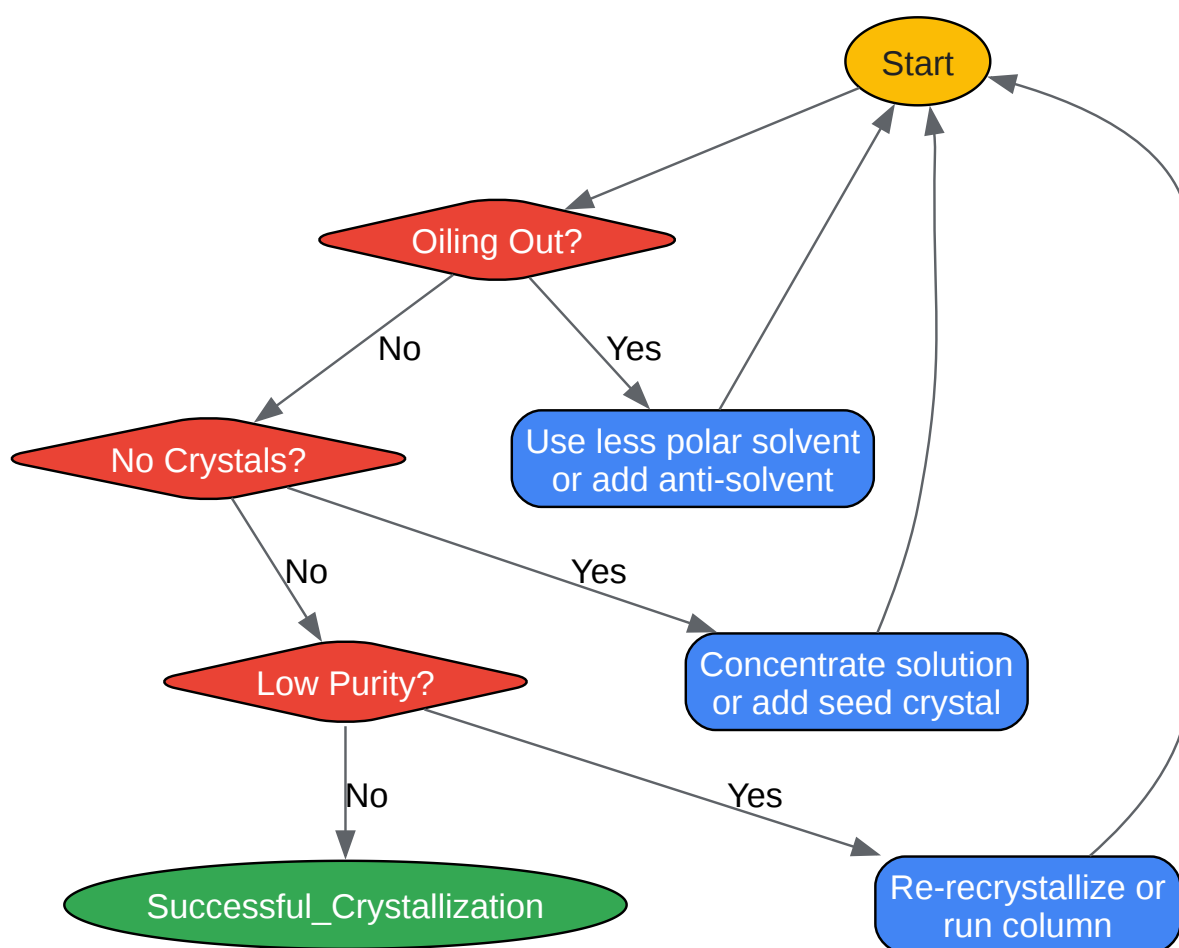 Start
Oiling Out?
No
Yes
Use less polar solvent
or add anti-solvent
No Crystals?
No
Yes
Concentrate solution
or add seed crystal
Low Purity?
No
Yes
Re-recrystallize or
run column
Successful_Crystallization